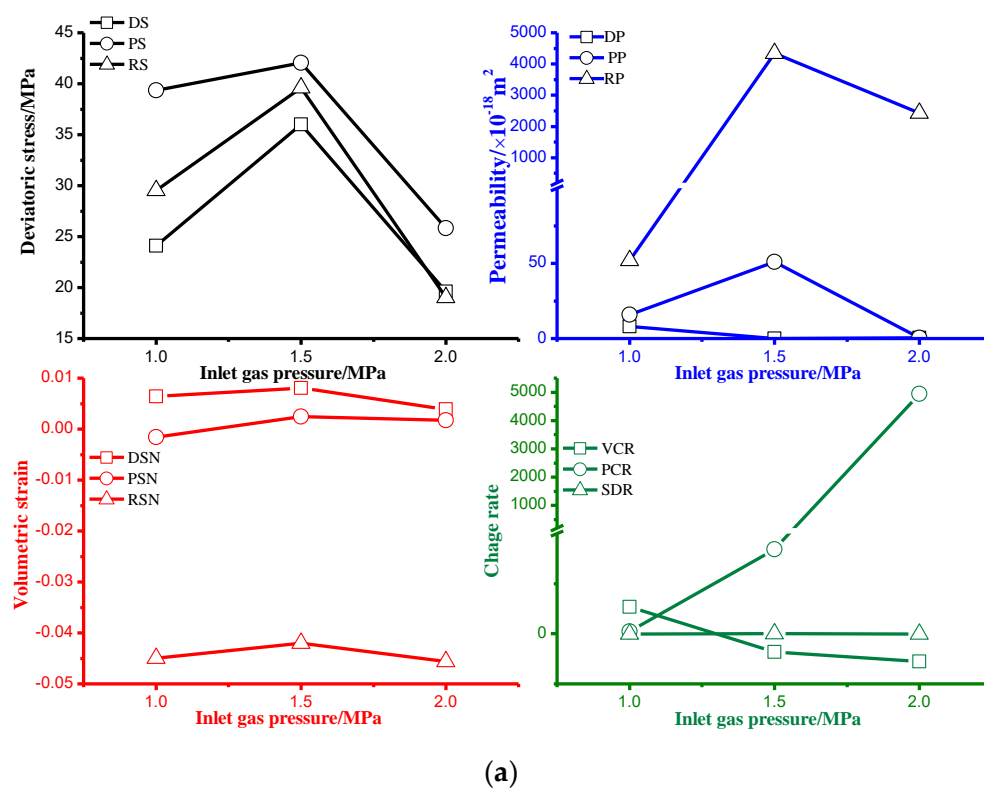 DS
PS
RS
45
40
35
30
25
20
15
Deviatoric stress/MPa
1.0 1.5 2.0
Inlet gas pressure/MPa
DP
PP
RP
5000
4000
3000
2000
1000
50
0
Permeability/×10⁻¹⁸m²
1.0 1.5 2.0
Inlet gas pressure/MPa
0.01
0.00
-0.01
-0.02
-0.03
-0.04
-0.05
Volumetric strain
DSN
PSN
RSN
1.0 1.5 2.0
Inlet gas pressure/MPa
5000
4000
3000
2000
1000
0
Chage rate
VCR
PCR
SDR
1.0 1.5 2.0
Inlet gas pressure/MPa
(a)